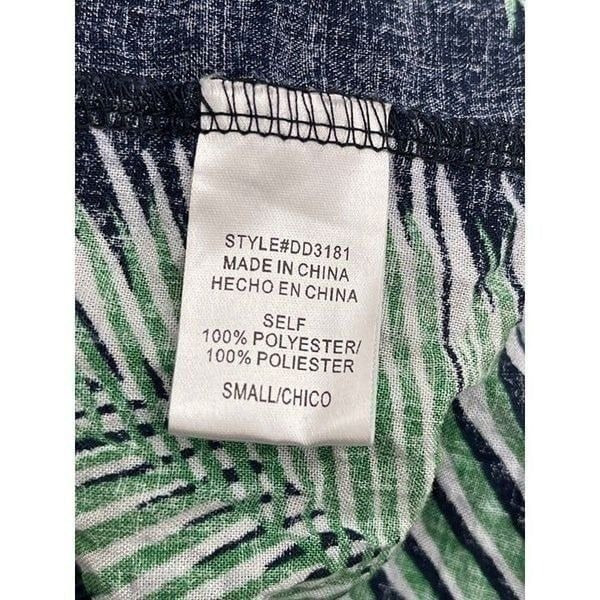 STYLE#DD3181
MADE IN CHINA
HECHO EN CHINA
SELF
100% POLYESTER/
100% POLIESTER
SMALL/CHICO